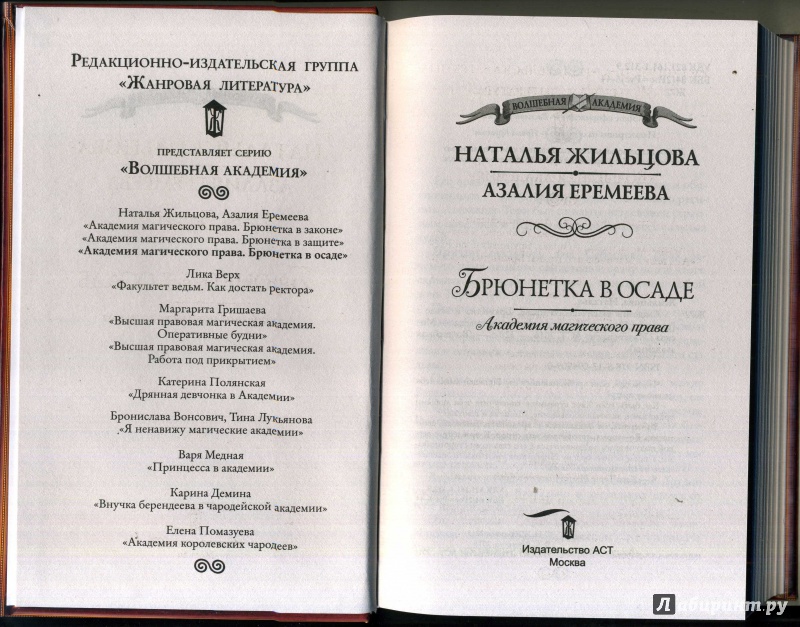 Редакционно-издательская группа
«Жанровая литература»
Ж
представляет серию
«Волшебная академия»
Наталья Жильцова, Азалия Еремеева
«Академия магического права. Брюнетка в законе»
«Академия магического права. Брюнетка в защите»
«Академия магического права. Брюнетка в осаде»
Лика Верх
«Факультет ведьм. Как достать ректора»
Маргарита Гришаева
«Высшая правовая магическая академия.
Оперативные будни»
«Высшая правовая магическая академия.
Работа под прикрытием»
Катерина Полянская
«Дрянная девчонка в Академии»
Бронислава Вонсович, Тина Лукьянова
«Я ненавижу магические академии»
Варя Медная
«Принцесса в академии»
Карина Демина
«Внучка берендеева в чародейской академии»
Елена Помазуева
«Академия королевских чародеев»
ВОЛШЕБНАЯ АКАДЕМИЯ
НАТАЛЬЯ ЖИЛЬЦОВА
АЗАЛИЯ ЕРЕМЕЕВА
БРЮНЕТКА В ОСАДЕ
Академия магического права
Ж
Издательство АСТ
Москва
Лабиринт.ру